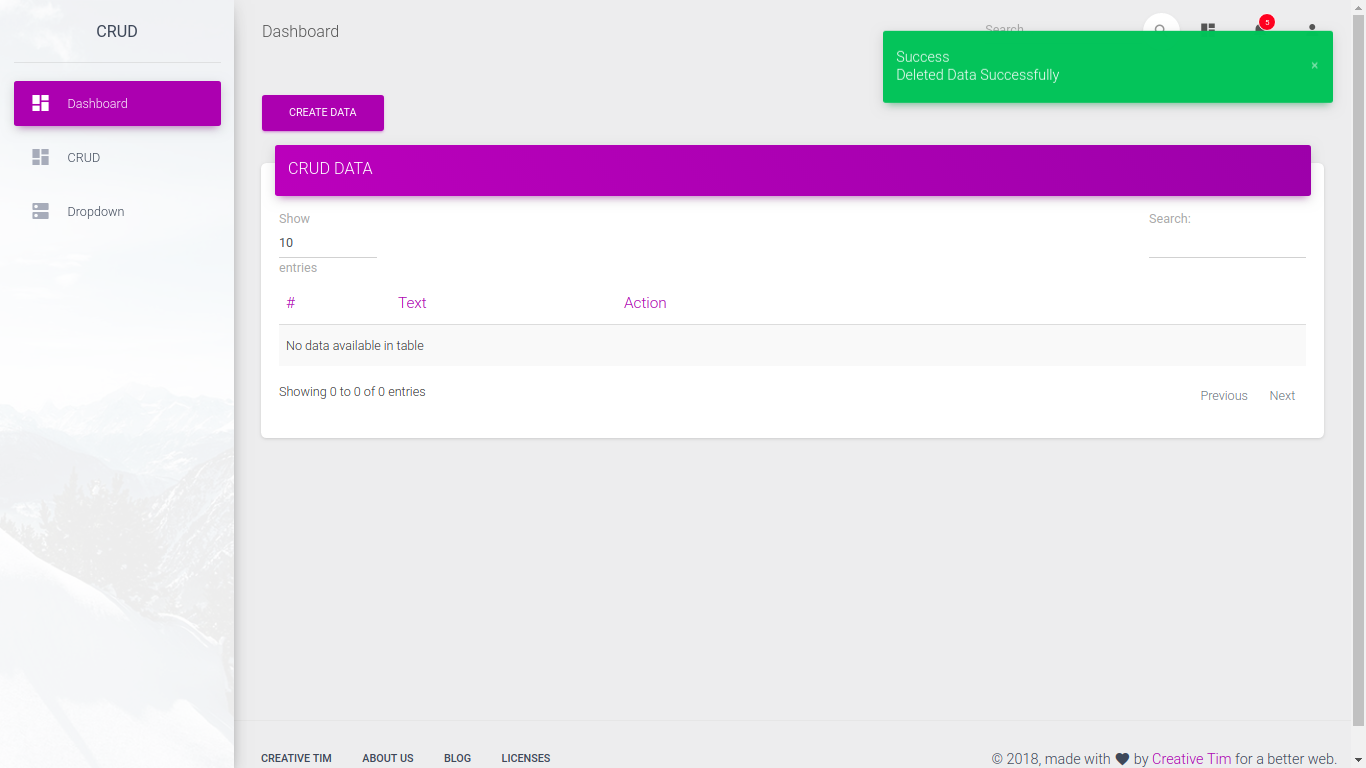 CRUD
Dashboard
CRUD
Dropdown
Dashboard
Search
5
Success
Deleted Data Successfully
×
CREATE DATA
CRUD DATA
Show
10
entries
Search:
# Text Action
No data available in table
Showing 0 to 0 of 0 entries
Previous Next
CREATIVE TIM ABOUT US BLOG LICENSES
© 2018, made with by Creative Tim for a better web.